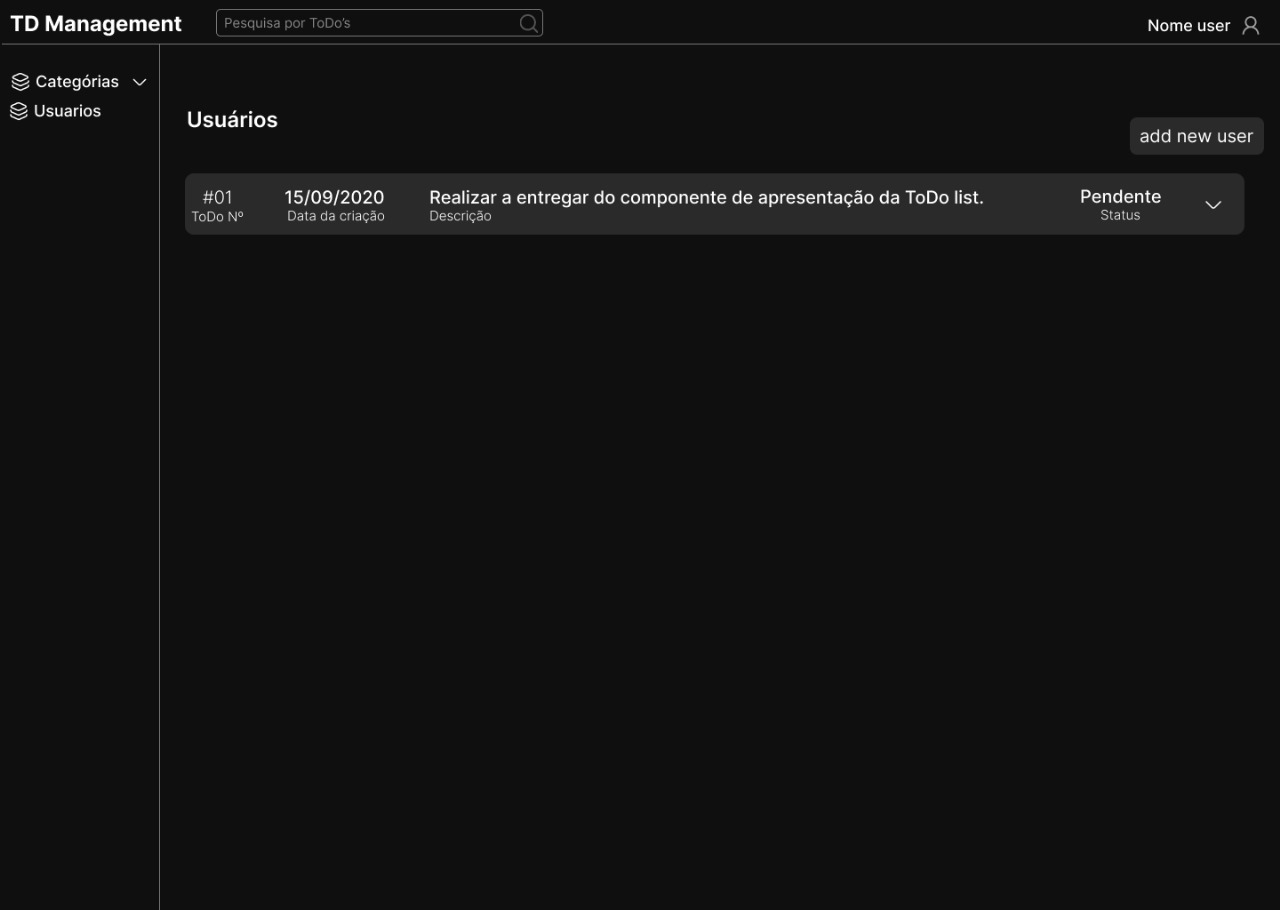 TD Management
Pesquisa por ToDo's
Nome user
Categórias
Usuarios
Usuários
add new user
#01
ToDo Nº
15/09/2020
Data da criação
Realizar a entregar do componente de apresentação da ToDo list.
Descrição
Pendente
Status